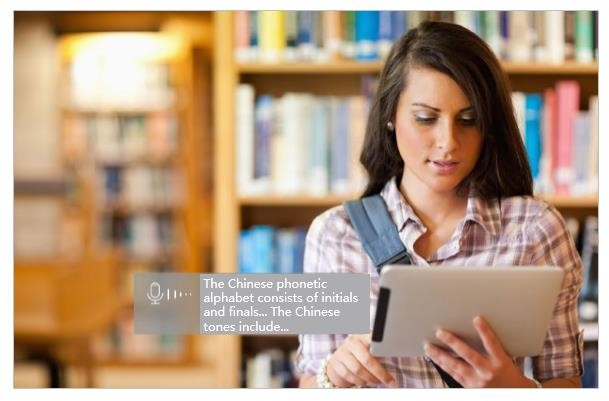 The Chinese phonetic
alphabet consists of initials
and finals... The Chinese
tones include...